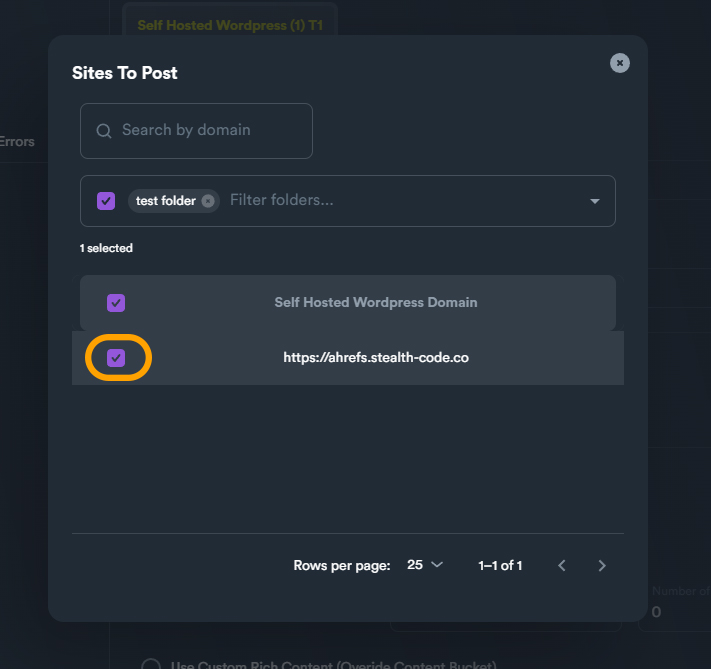 Self Hosted Wordpress (1) T1
Sites To Post
Search by domain
Errors
test folder
Filter folders...
1 selected
Self Hosted Wordpress Domain
https://ahrefs.stealth-code.co
Rows per page: 25 1–1 of 1
Number of
0
Use Custom Rich Content (Overide Content Bucket)